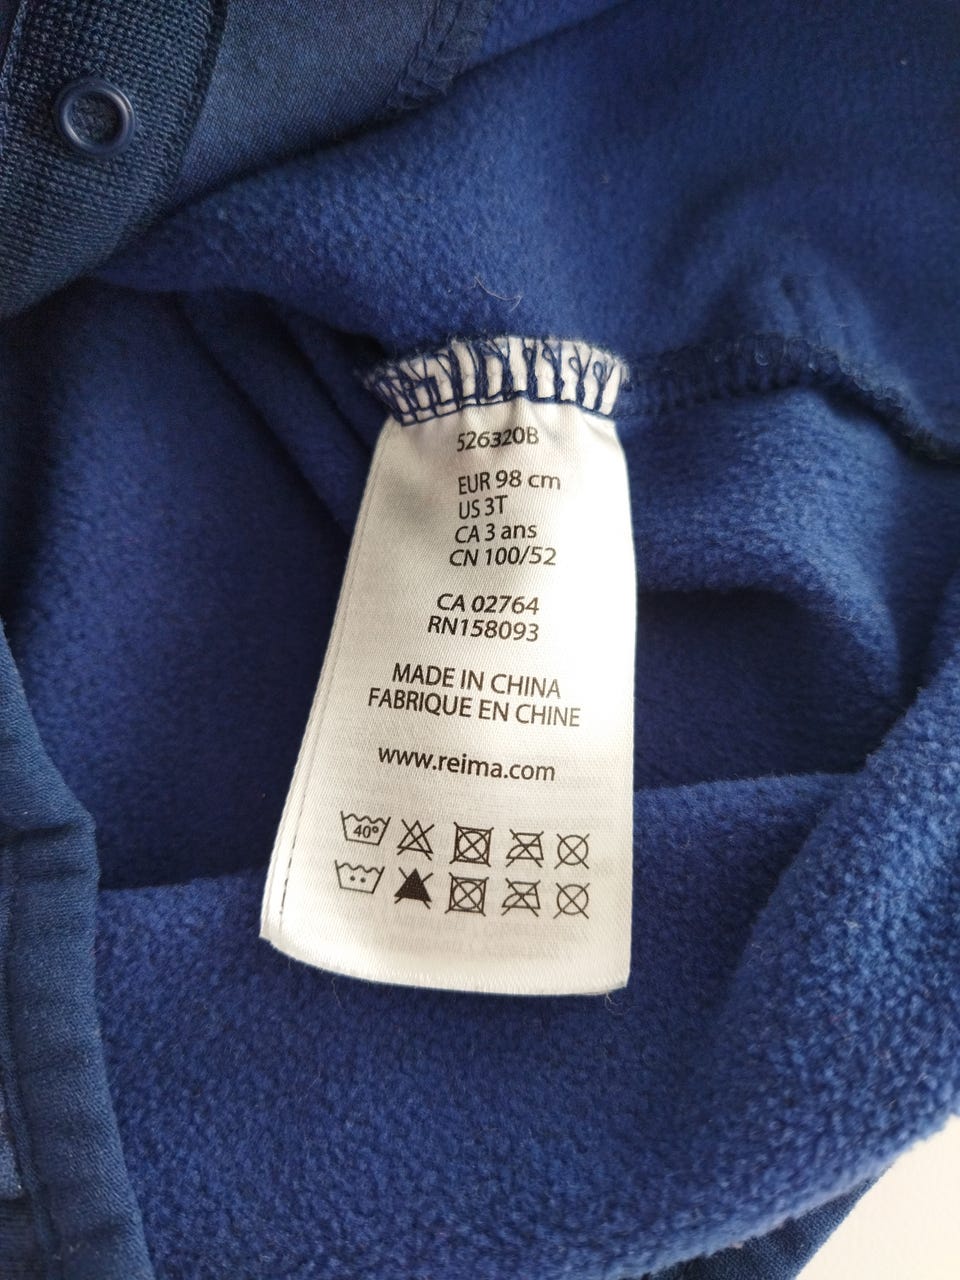 526320B
EUR 98 cm
US 3T
CA 3 ans
CN 100/52
CA 02764
RN158093
MADE IN CHINA
FABRIQUE EN CHINE
www.reima.com
40°